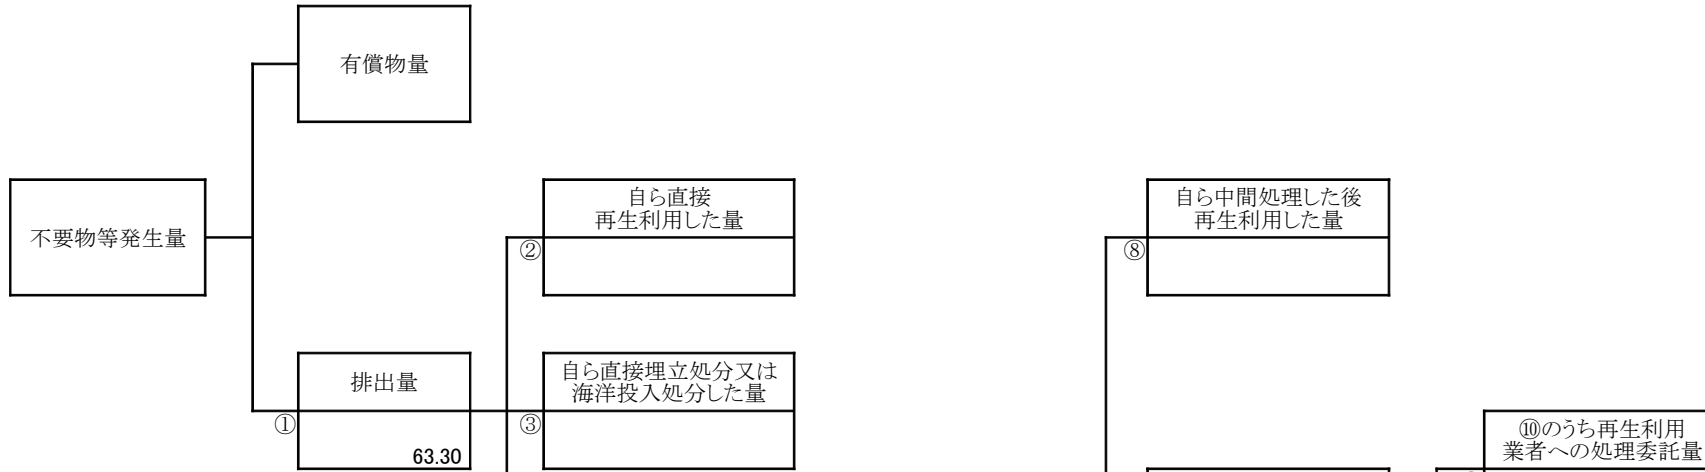 有償物量
不要物等発生量
自ら直接
再生利用した量
②
自ら中間処理した後
再生利用した量
⑧
排出量
①
63.30
自ら直接埋立処分又は
海洋投入処分した量
③
⑩のうち再生利用
業者への処理委託量